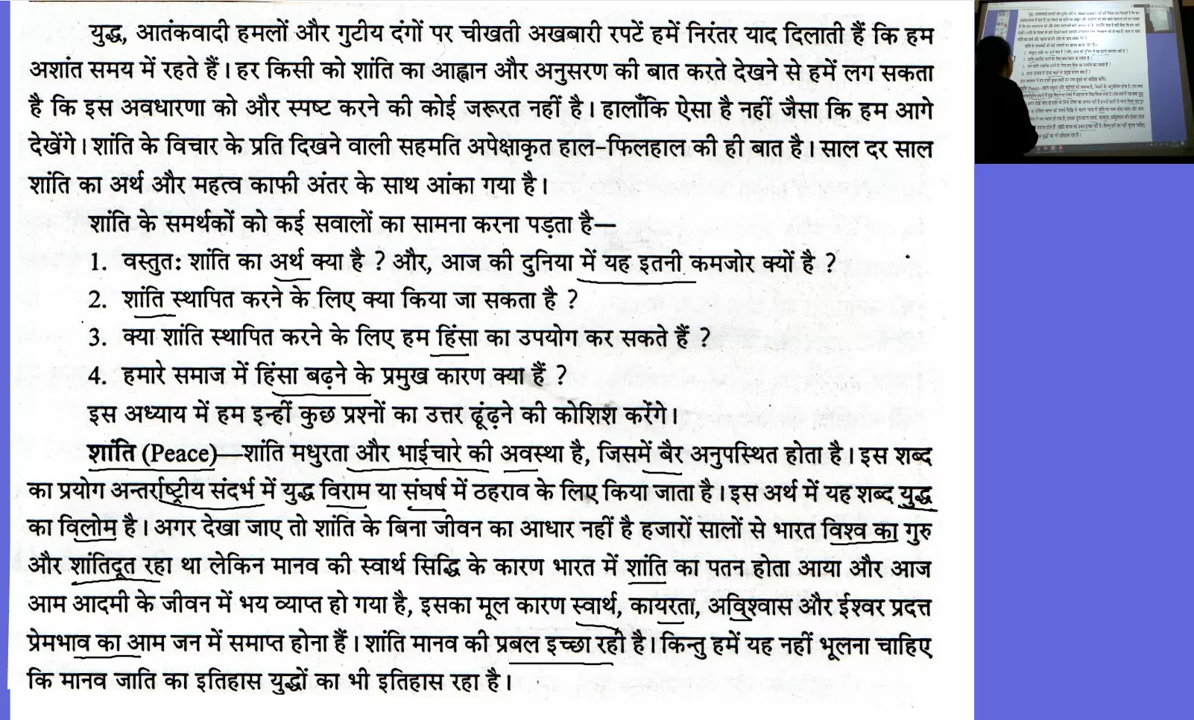 युद्ध, आतंकवादी हमलों और गुटीय दंगों पर चीखती अखबारी रपटें हमें निरंतर याद दिलाती हैं कि हम
अशांत समय में रहते हैं। हर किसी को शांति का आह्वान और अनुसरण की बात करते देखने से हमें लग सकता
है कि इस अवधारणा को और स्पष्ट करने की कोई जरूरत नहीं है। हालाँकि ऐसा है नहीं जैसा कि हम आगे
देखेंगे। शांति के विचार के प्रति दिखने वाली सहमति अपेक्षाकृत हाल-फिलहाल की ही बात है। साल दर साल
शांति का अर्थ और महत्व काफी अंतर के साथ आंका गया है।
शांति के समर्थकों को कई सवालों का सामना करना पड़ता है—
1. वस्तुत: शांति का अर्थ क्या है ? और, आज की दुनिया में यह इतनी कमजोर क्यों है ?
2. शांति स्थापित करने के लिए क्या किया जा सकता है ?
3. क्या शांति स्थापित करने के लिए हम हिंसा का उपयोग कर सकते हैं ?
4. हमारे समाज में हिंसा बढ़ने के प्रमुख कारण क्या हैं ?
इस अध्याय में हम इन्हीं कुछ प्रश्नों का उत्तर ढूंढ़ने की कोशिश करेंगे।
शांति (Peace)—शांति मधुरता और भाईचारे की अवस्था है, जिसमें बैर अनुपस्थित होता है। इस शब्द
का प्रयोग अन्तर्राष्ट्रीय संदर्भ में युद्ध विराम या संघर्ष में ठहराव के लिए किया जाता है। इस अर्थ में यह शब्द युद्ध
का विलोम है। अगर देखा जाए तो शांति के बिना जीवन का आधार नहीं है हजारों सालों से भारत विश्व का गुरु
और शांतिदूत रहा था लेकिन मानव की स्वार्थ सिद्धि के कारण भारत में शांति का पतन होता आया और आज
आम आदमी के जीवन में भय व्याप्त हो गया है, इसका मूल कारण स्वार्थ, कायरता, अविश्वास और ईश्वर प्रदत्त
प्रेमभाव का आम जन में समाप्त होना हैं। शांति मानव की प्रबल इच्छा रही है। किन्तु हमें यह नहीं भूलना चाहिए
कि मानव जाति का इतिहास युद्धों का भी इतिहास रहा है।